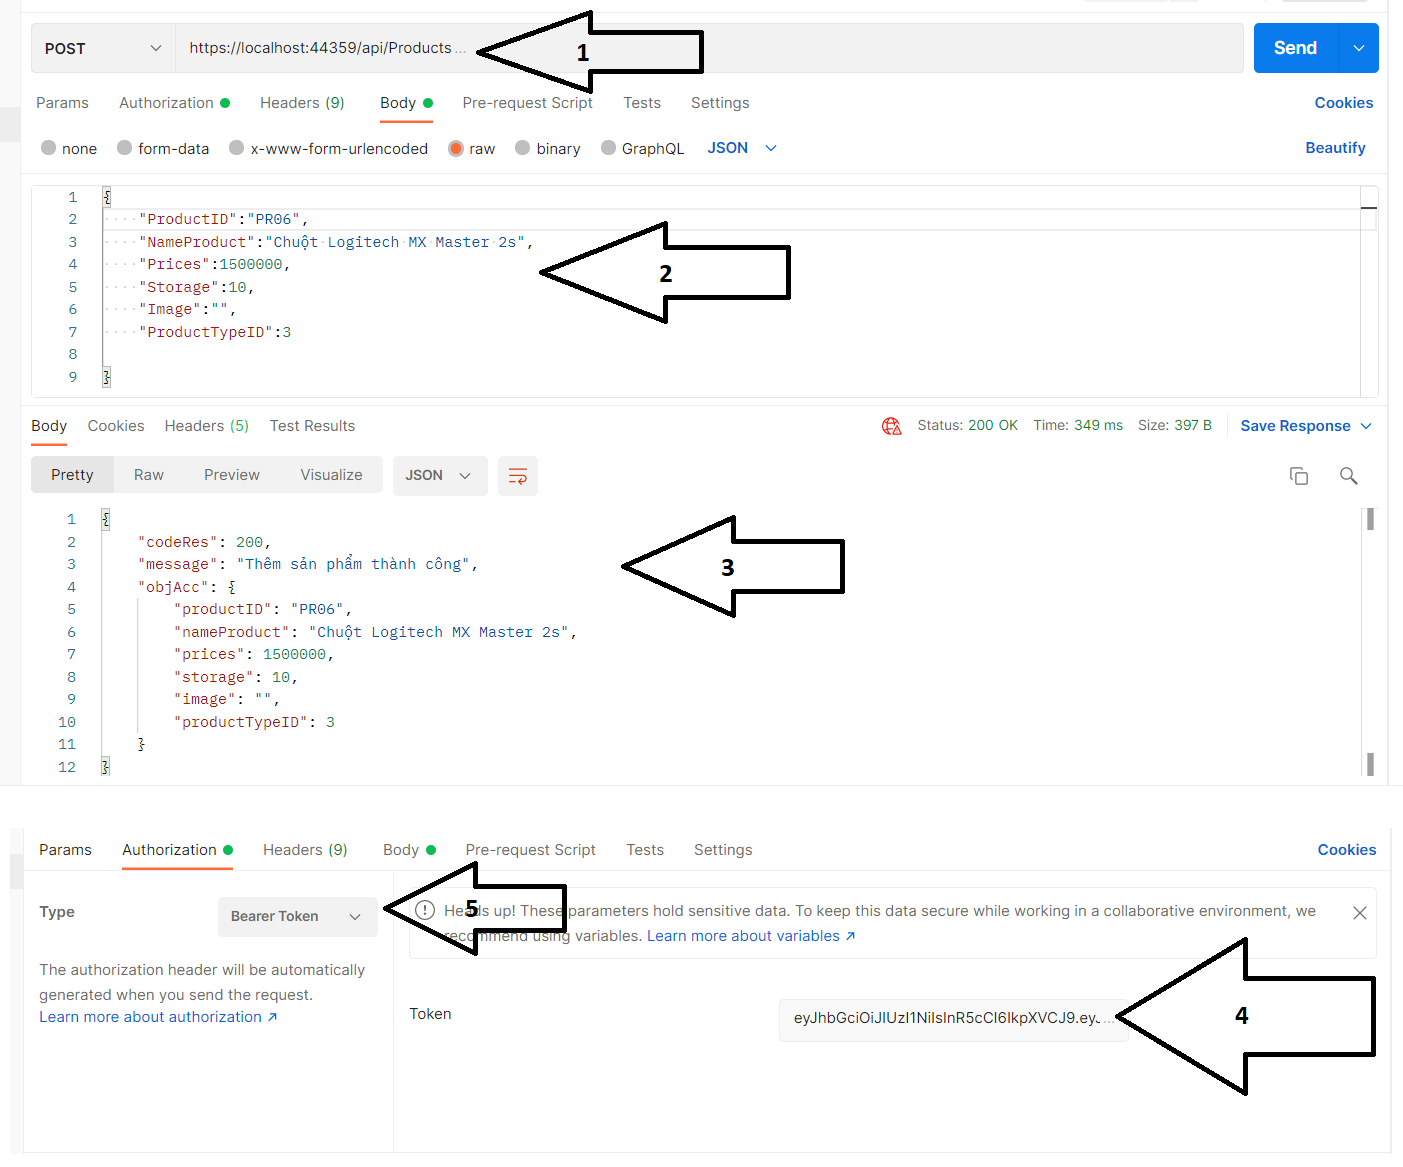 POST https://localhost:44359/api/Products ... 1 Send
Params Authorization Headers (9) Body Pre-request Script Tests Settings Cookies
none form-data x-www-form-urlencoded raw binary GraphQL JSON Beautify
1 {
2 "ProductID":"PR06",
3 "NameProduct":"Chuột Logitech MX Master 2s",
4 "Prices":1500000,
2
5 "Storage":10,
6 "Image":"",
7 "ProductTypeID":3
8
9 }
Body Cookies Headers (5) Test Results Status: 200 OK Time: 349 ms Size: 397 B Save Response
Pretty Raw Preview Visualize JSON
1 {
2 "codeRes": 200,
3 "message": "Thêm sản phẩm thành công",
3
4 "objAcc": {
5 "productID": "PR06",
6 "nameProduct": "Chuột Logitech MX Master 2s",
7 "prices": 1500000,
8 "storage": 10,
9 "image": "",
10 "productTypeID": 3
11 }
12 }
Params Authorization Headers (9) Body Pre-request Script Tests Settings Cookies
Type Bearer Token 5
Heads up! These parameters hold sensitive data. To keep this data secure while working in a collaborative environment, we
recommend using variables. Learn more about variables ↗
The authorization header will be automatically
generated when you send the request.
Learn more about authorization ↗
Token eyJhbGciOiJIUzI1NiIsInR5cCI6IkpXVCJ9.eyJ... 4